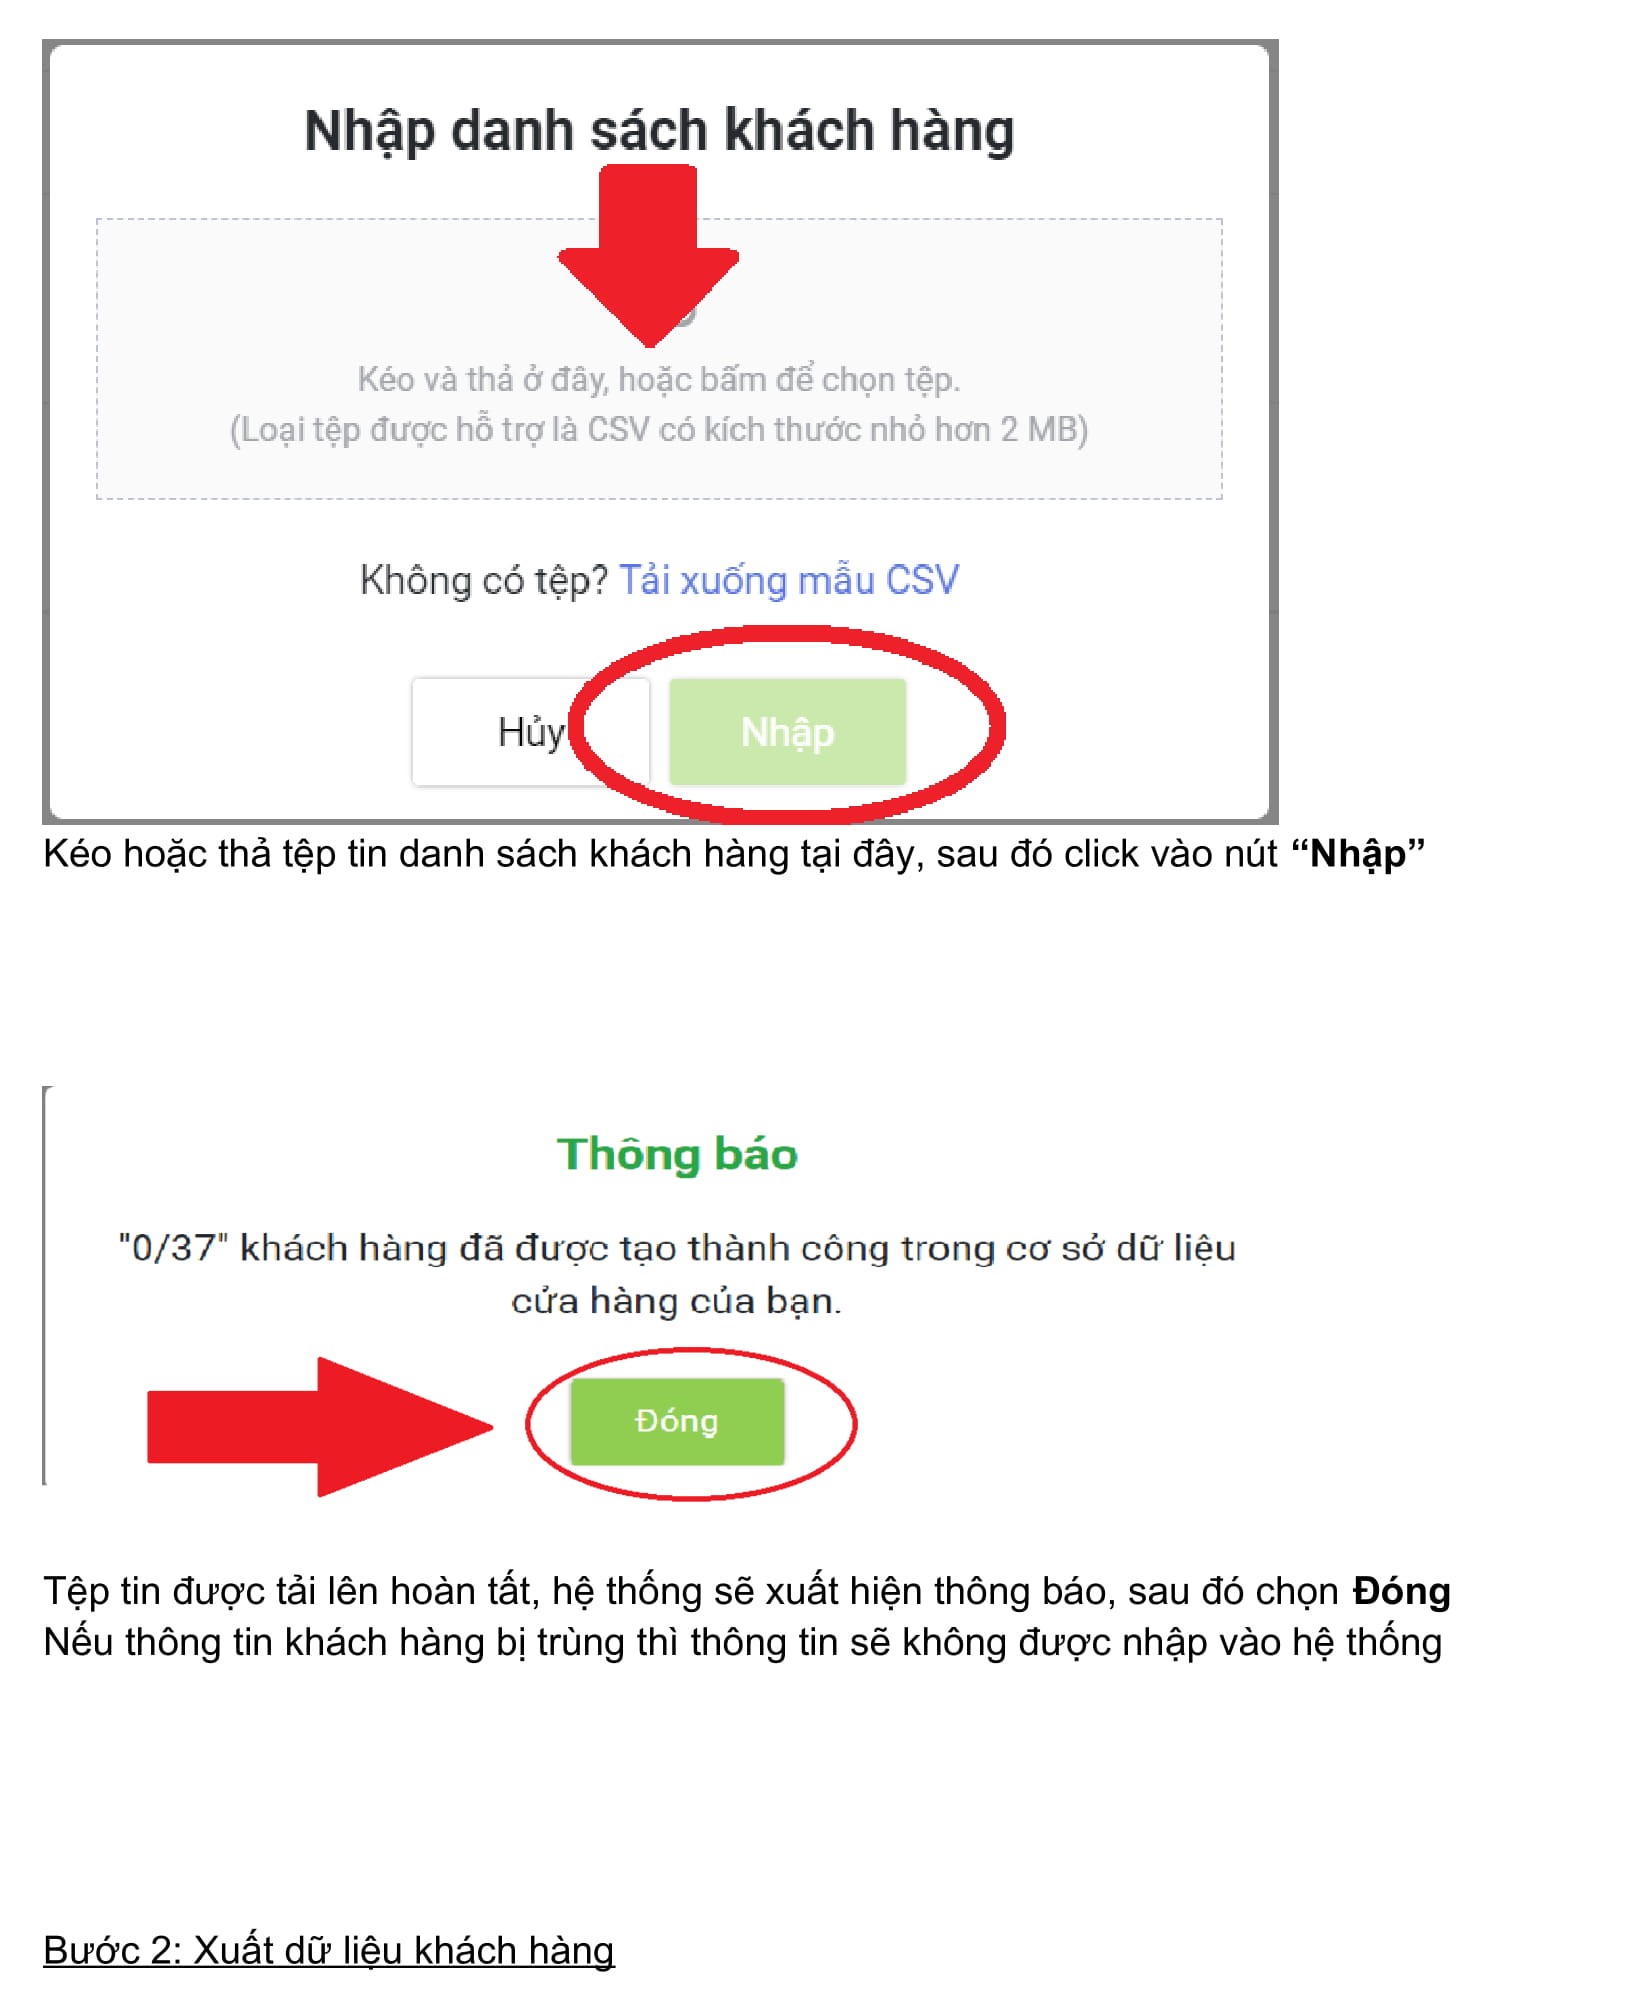 Nhập danh sách khách hàng
Kéo và thả ở đây, hoặc bấm để chọn tệp.
(Loại tệp được hỗ trợ là CSV có kích thước nhỏ hơn 2 MB)
Không có tệp? Tải xuống mẫu CSV
Hủy Nhập
Kéo hoặc thả tệp tin danh sách khách hàng tại đây, sau đó click vào nút “Nhập”
Thông báo
"0/37" khách hàng đã được tạo thành công trong cơ sở dữ liệu
cửa hàng của bạn.
Đóng
Tệp tin được tải lên hoàn tất, hệ thống sẽ xuất hiện thông báo, sau đó chọn Đóng
Nếu thông tin khách hàng bị trùng thì thông tin sẽ không được nhập vào hệ thống
Bước 2: Xuất dữ liệu khách hàng